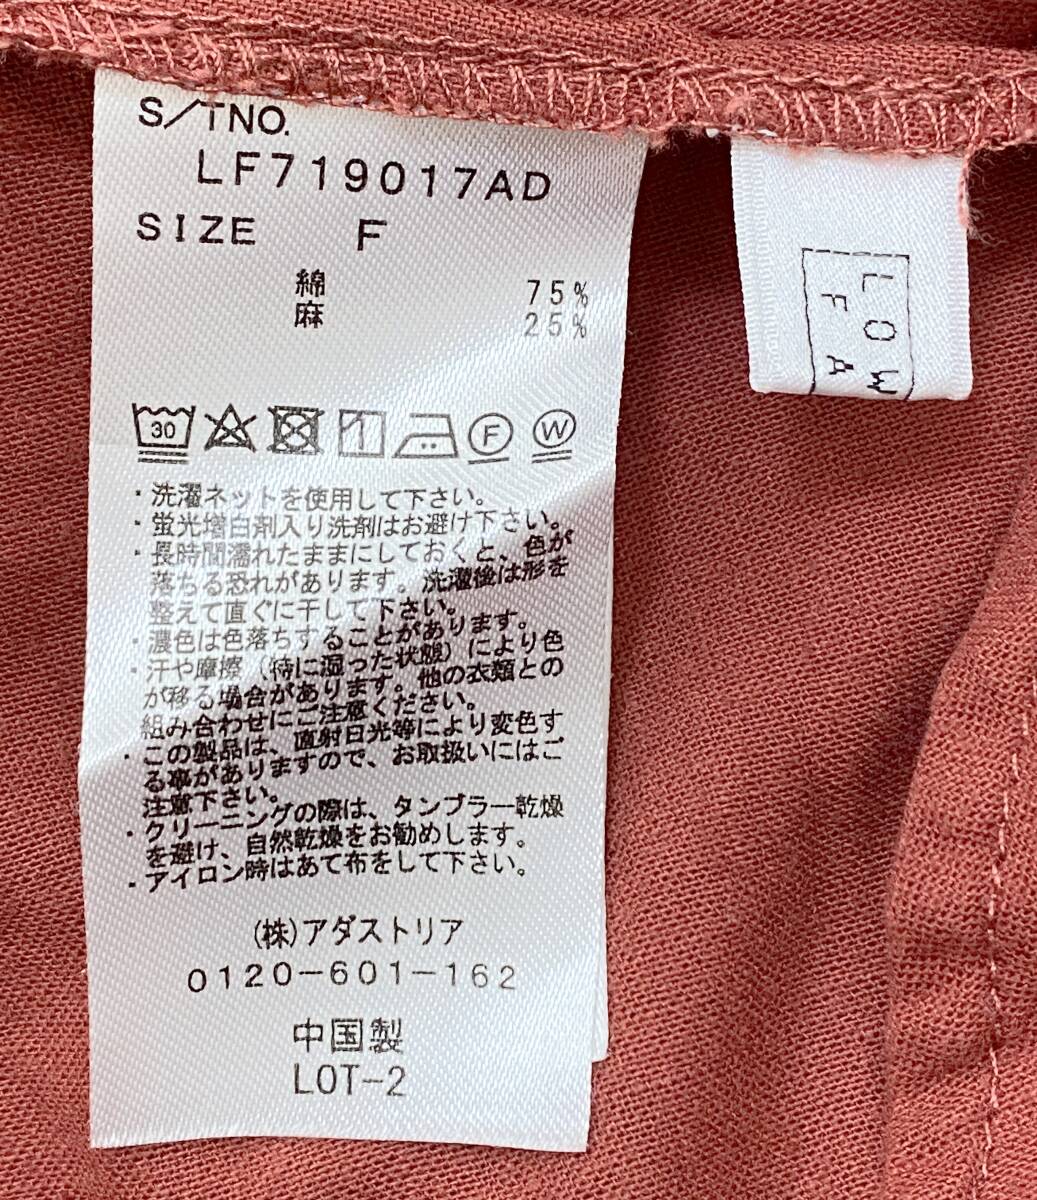 S/TNO.
LF719017AD
SIZE F
綿 75%
麻 25%
30 1 F W
・洗濯ネットを使用して下さい。
・蛍光増白剤入り洗剤はお避け下さい。
・長時間濡れたままにしておくと、色が
落ちる恐れがあります。洗濯後は形を
整えて直ぐに干して下さい。
・濃色は色落ちすることがあります。
・汗や摩擦（特に湿った状態）により色
が移る場合があります。他の衣類との
組み合わせにご注意ください。
・この製品は、直射日光等により変色す
る事がありますので、お取扱いにはご
注意下さい。
・クリーニングの際は、タンブラー乾燥
を避け、自然乾燥をお勧めします。
・アイロン時はあて布をして下さい。
(株)アダストリア
0120-601-162
中国製
LOT-2
LOW
FA